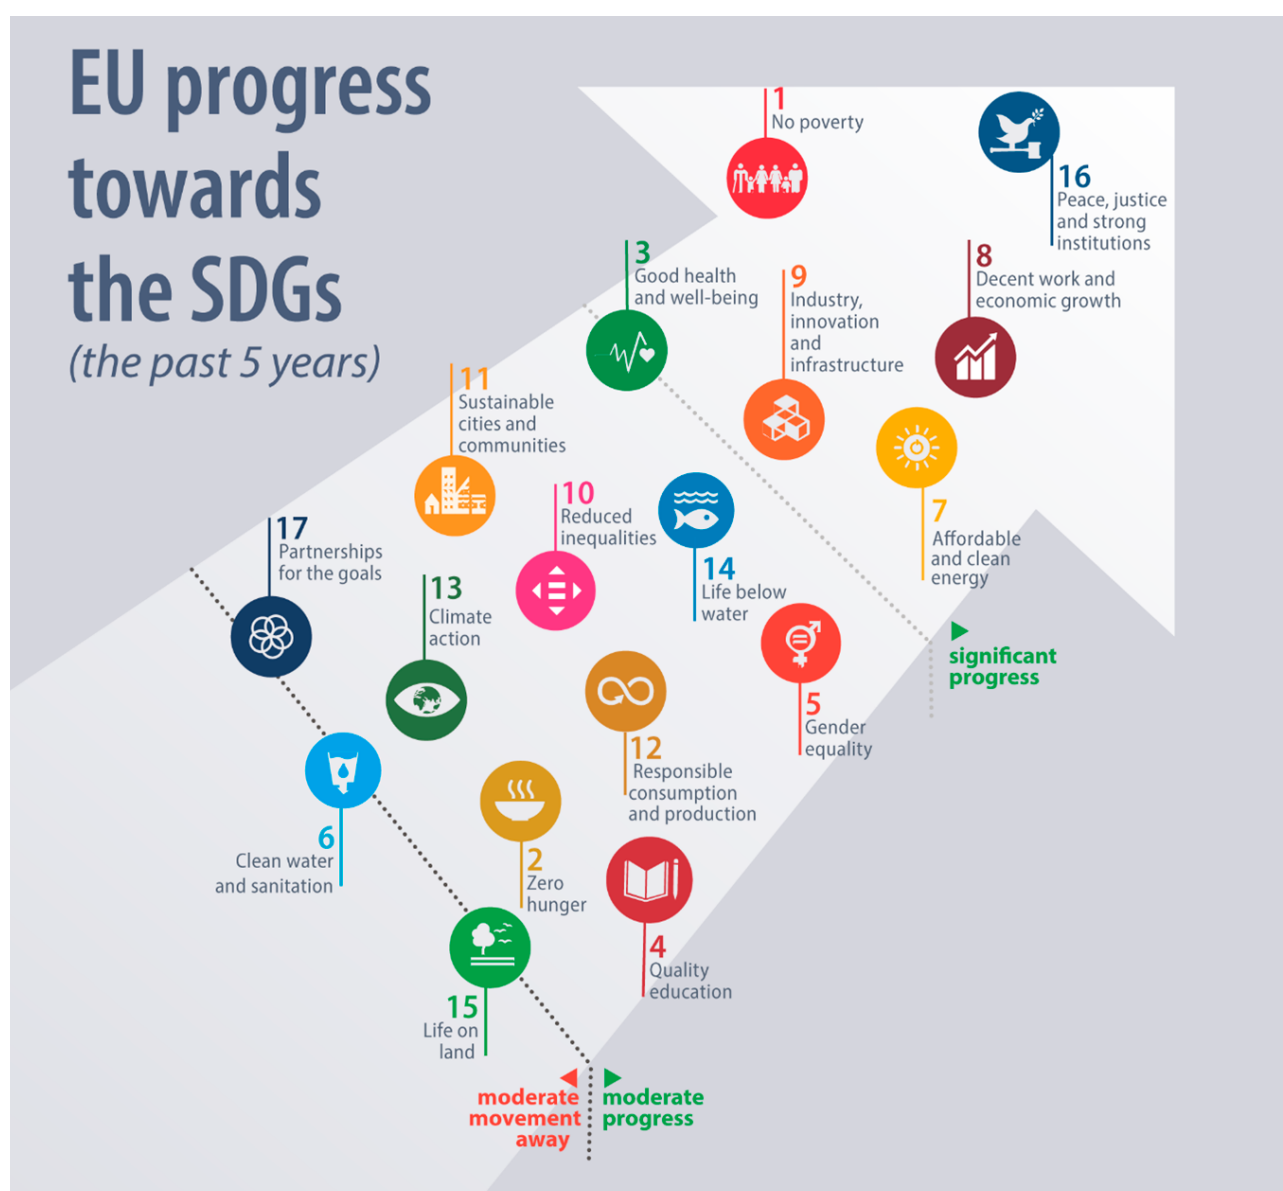 EU progress
towards
the SDGs
(the past 5 years)
1
No poverty
16
Peace, justice
and strong
institutions
3
Good health
and well-being
9
Industry,
innovation
and
infrastructure
8
Decent work and
economic growth
11
Sustainable
cities and
communities
10
Reduced
inequalities
7
Affordable
and clean
energy
17
Partnerships
for the goals
13
Climate
action
14
Life below
water
significant
progress
5
Gender
equality
12
Responsible
consumption
and production
6
Clean water
and sanitation
2
Zero
hunger
4
Quality
education
15
Life on
land
moderate
movement
away
moderate
progress